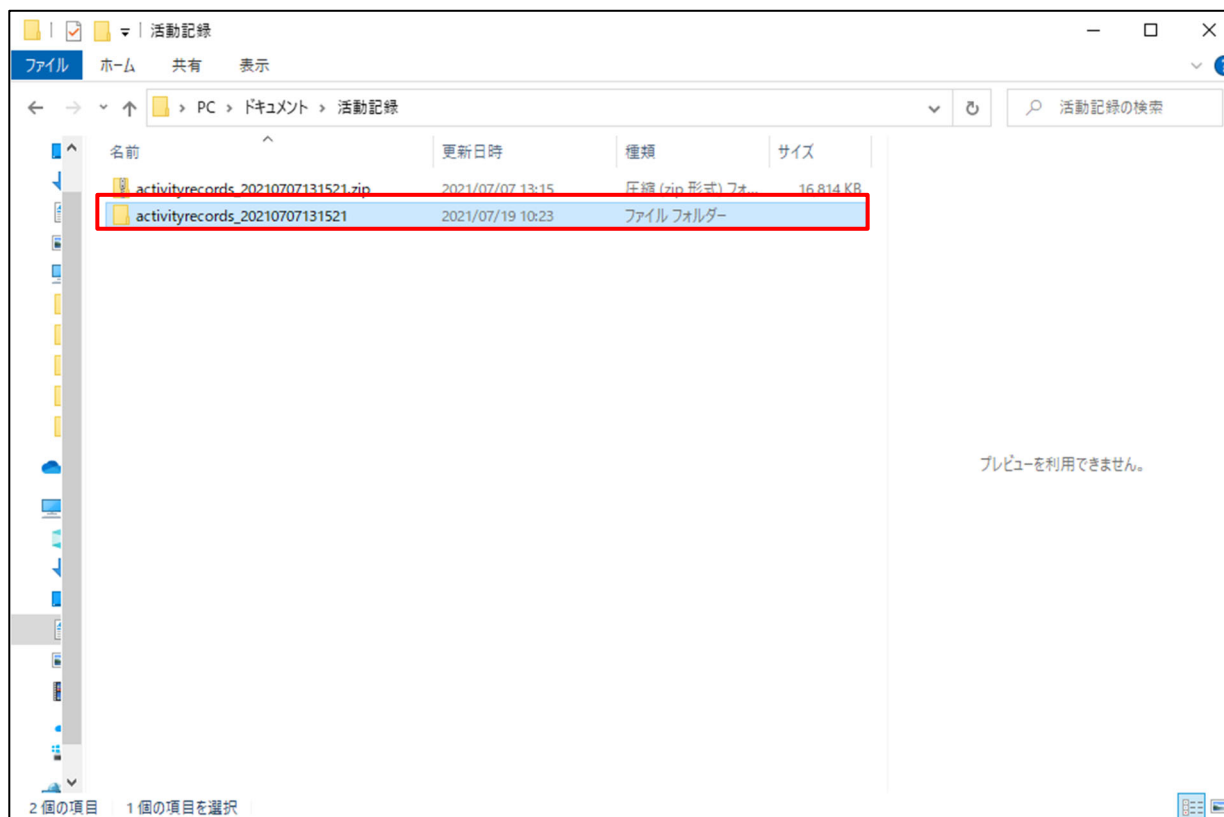 活動記録
ファイル ホーム 共有 表示
PC > ドキュメント > 活動記録 活動記録の検索
名前 更新日時 種類 サイズ
activityrecords_20210707131521.zip 2021/07/07 13:15 圧縮 (zip 形式) フォ... 16,814 KB
activityrecords_20210707131521 2021/07/19 10:23 ファイル フォルダー
プレビューを利用できません。
2 個の項目 1 個の項目を選択